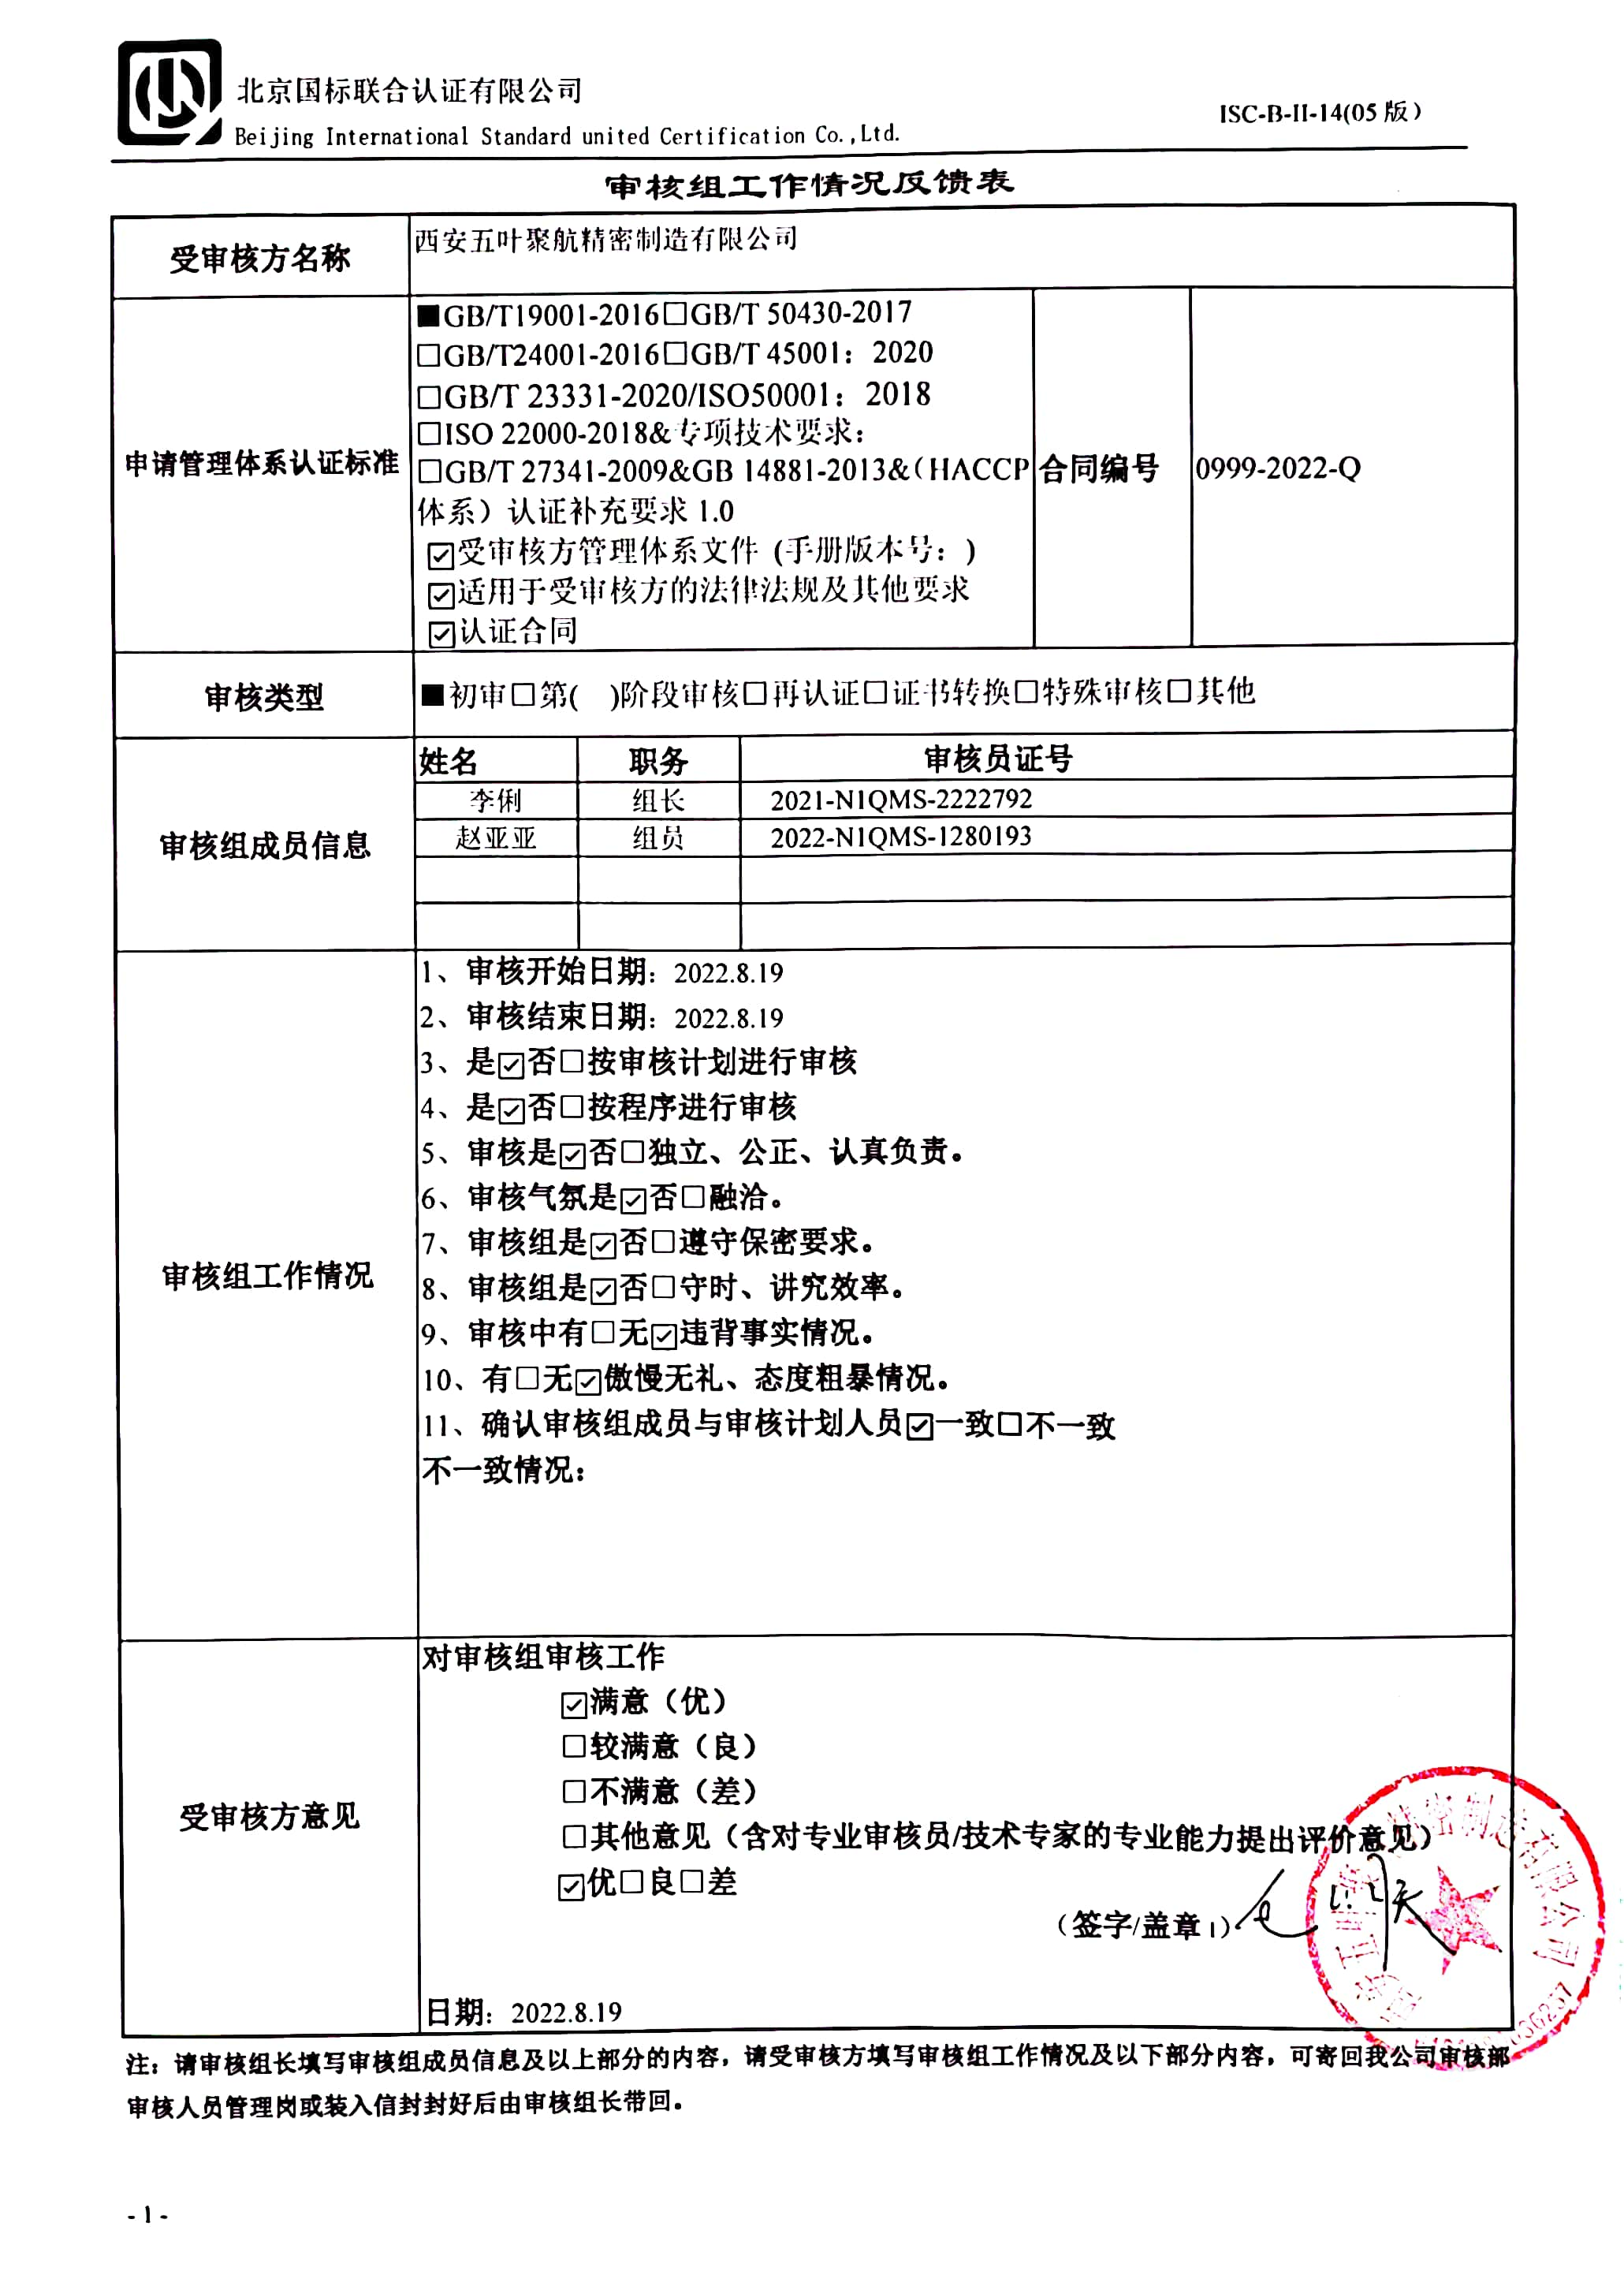 北京国标联合认证有限公司
Beijing International Standard united Certification Co.,Ltd.
ISC-B-II-14(05 版)
审核组工作情况反馈表
受审核方名称
西安五叶聚航精密制造有限公司
申请管理体系认证标准
■GB/T19001-2016□GB/T 50430-2017
□GB/T24001-2016□GB/T 45001：2020
□GB/T 23331-2020/ISO50001：2018
□ISO 22000-2018&专项技术要求：
□GB/T 27341-2009&GB 14881-2013&（HACCP
体系）认证补充要求 1.0
☑受审核方管理体系文件 (手册版本号：)
☑适用于受审核方的法律法规及其他要求
☑认证合同
合同编号
0999-2022-Q
审核类型
■初审□第( )阶段审核□再认证□证书转换□特殊审核□其他
审核组成员信息
姓名 职务 审核员证号
李俐 组长 2021-N1QMS-2222792
赵亚亚 组员 2022-N1QMS-1280193
审核组工作情况
1、审核开始日期：2022.8.19
2、审核结束日期：2022.8.19
3、是☑否□按审核计划进行审核
4、是☑否□按程序进行审核
5、审核是☑否□独立、公正、认真负责。
6、审核气氛是☑否□融洽。
7、审核组是☑否□遵守保密要求。
8、审核组是☑否□守时、讲究效率。
9、审核中有□无☑违背事实情况。
10、有□无☑傲慢无礼、态度粗暴情况。
11、确认审核组成员与审核计划人员☑一致□不一致
不一致情况：
受审核方意见
对审核组审核工作
☑满意（优）
□较满意（良）
□不满意（差）
□其他意见（含对专业审核员/技术专家的专业能力提出评价意见）
☑优□良□差
（签字/盖章）
日期：2022.8.19
注：请审核组长填写审核组成员信息及以上部分的内容，请受审核方填写审核组工作情况及以下部分内容，可寄回我公司审核部
审核人员管理岗或装入信封封好后由审核组长带回。
- 1 -